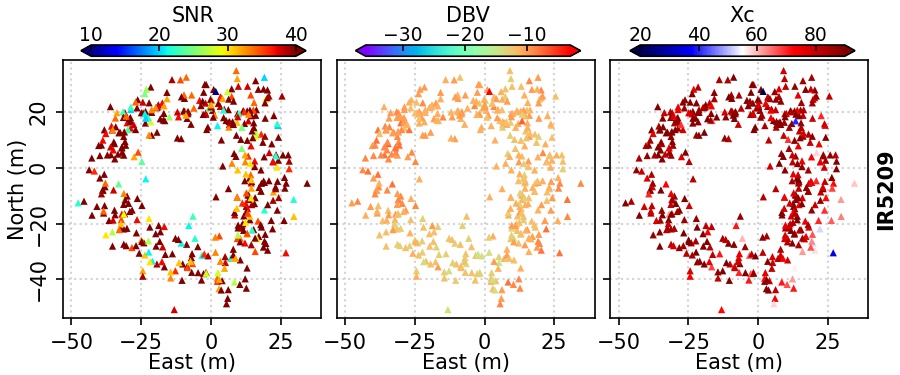 SNR DBV Xc
10 20 30 40 −30 −20 −10 20 40 60 80
20
0
−20
−40
North (m)
IR5209
−50 −25 0 25 −50 −25 0 25 −50 −25 0 25
East (m) East (m) East (m)